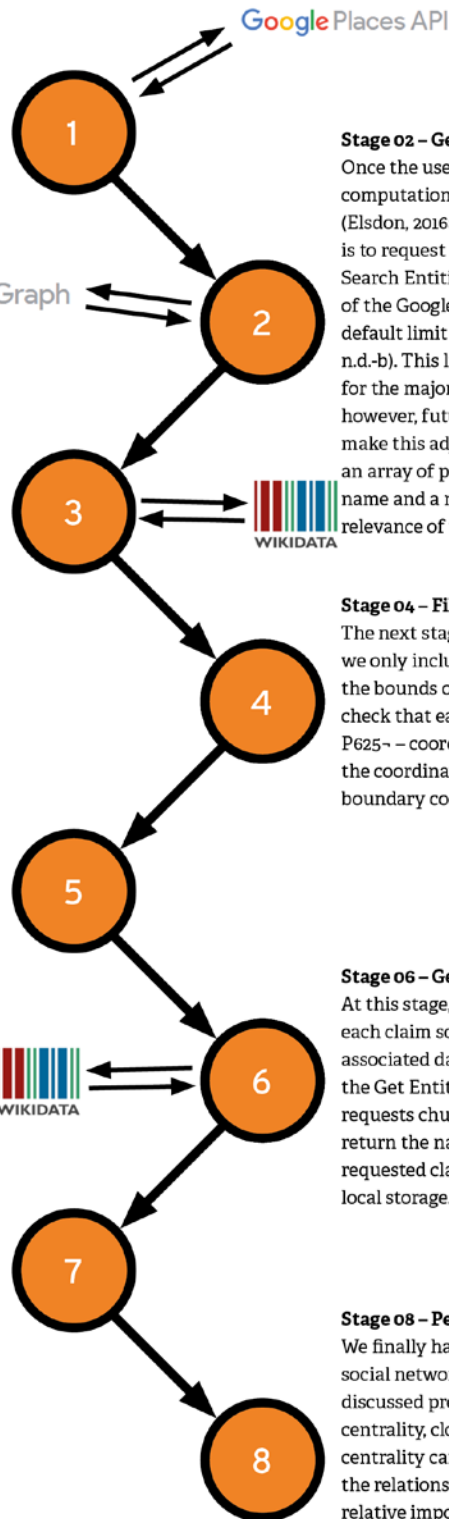 Google Places API
1
Stage 02 – Ge
Once the use
computation
(Elsdon, 2016
is to request
Search Entiti
of the Google
default limit
n.d.-b). This l
for the major
however, futu
make this ad
an array of p
name and a r
relevance of
Graph
2
3
WIKIDATA
Stage 04 – Fil
The next stag
we only inclu
the bounds o
check that ea
P625¬ – coor
the coordina
boundary co
4
5
Stage 06 – Ge
At this stage,
each claim so
associated da
the Get Entit
requests chu
return the na
requested cla
local storage.
WIKIDATA
6
7
Stage 08 – Pe
We finally ha
social networ
discussed pre
centrality, clo
centrality car
the relations
relative impo
8